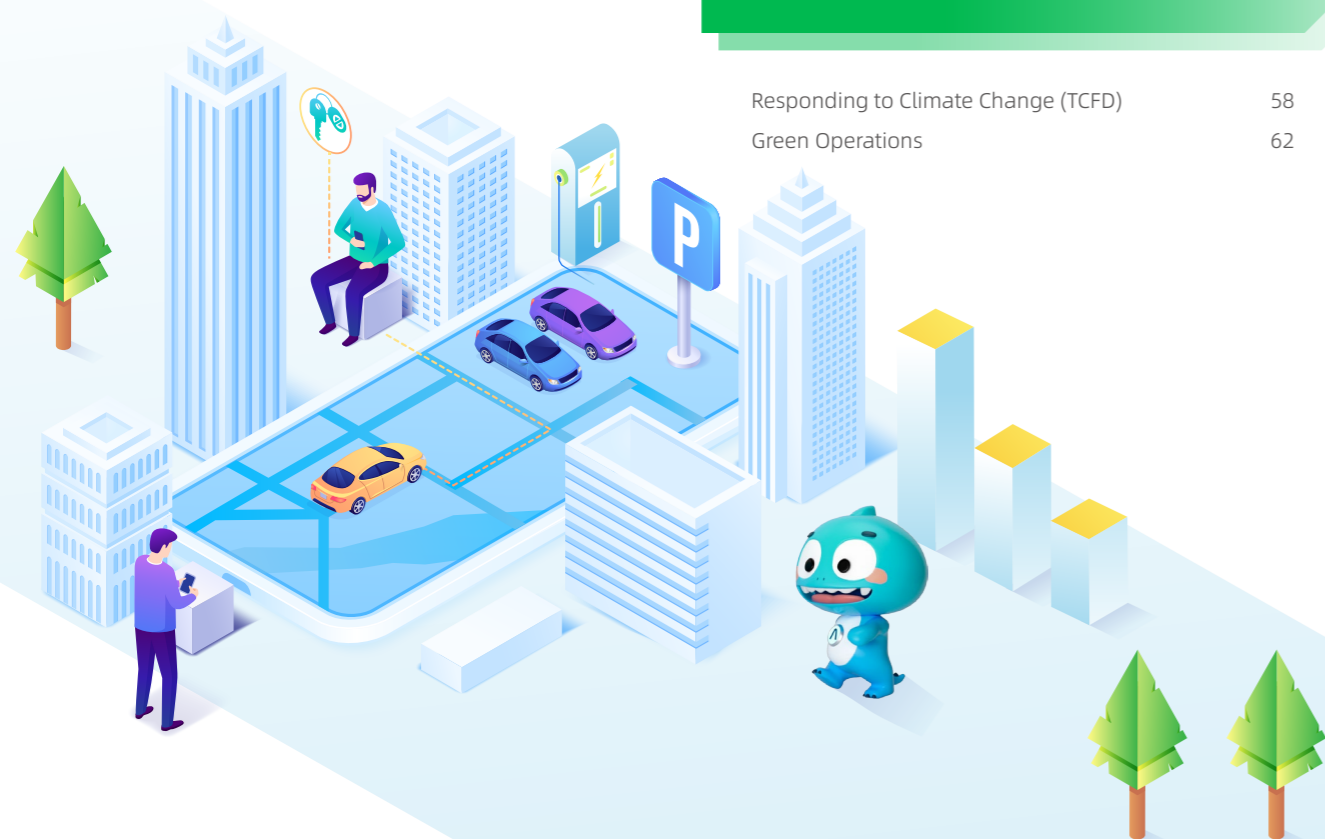 Responding to Climate Change (TCFD) 58
Green Operations 62
P